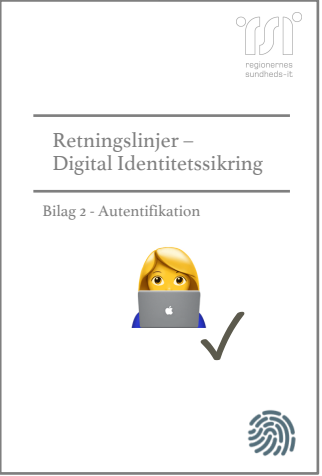 rsi
regionernes
sundheds-it.
Retningslinjer –
Digital Identitetssikring
Bilag 2 - Autentifikation